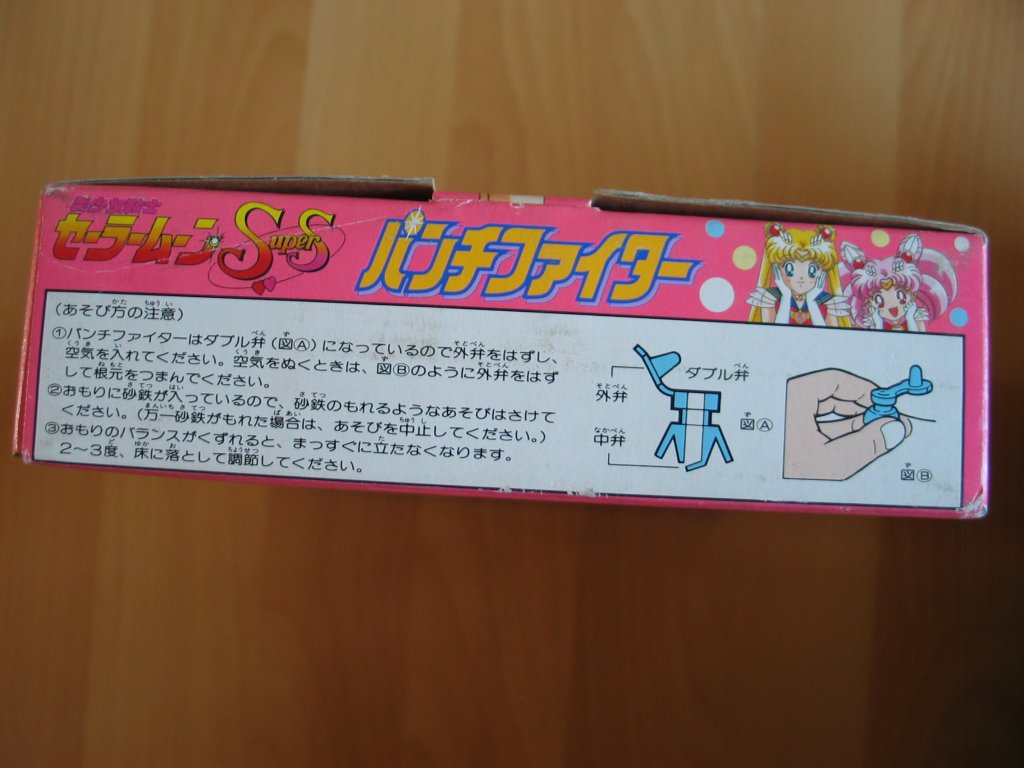 美少女戦士
セーラームーンSuperS
パンチファイター
(あそび方の注意)
①パンチファイターはダブル弁(図Ⓐ)になっているので外弁をはずし、
空気を入れてください。空気をぬくときは、図Ⓑのように外弁をはず
して根元をつまんでください。
②おもりに砂鉄が入っているので、砂鉄のもれるようなあそびはさけて
ください。(万一砂鉄がもれた場合は、あそびを中止してください。)
③おもりのバランスがくずれると、まっすぐに立たなくなります。
2〜3度、床に落として調節してください。
ダブル弁
外弁
中弁
図Ⓐ
図Ⓑ